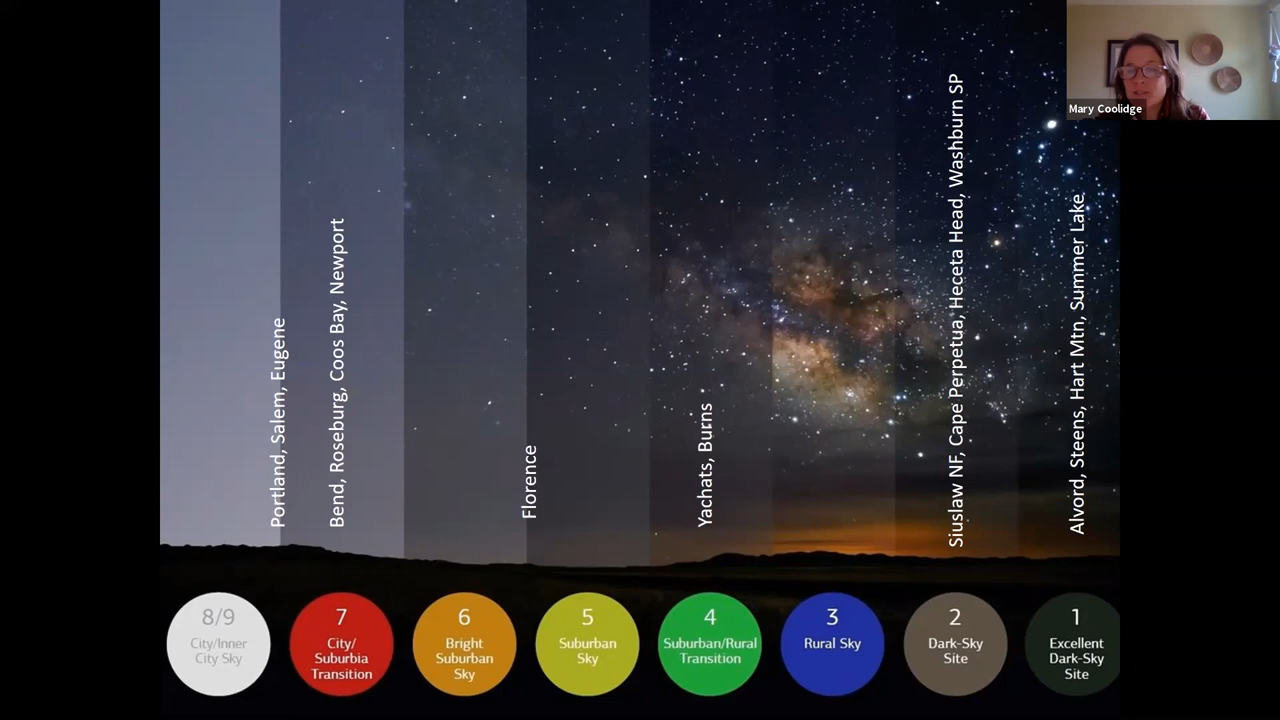 Mary Coolidge
Portland, Salem, Eugene
Bend, Roseburg, Coos Bay, Newport
Florence
Yachats, Burns
Siuslaw NF, Cape Perpetua, Heceta Head, Washburn SP
Alvord, Steens, Hart Mtn, Summer Lake
8/9
City/Inner
City Sky
7
City/
Suburbia
Transition
6
Bright
Suburban
Sky
5
Suburban
Sky
4
Suburban/Rural
Transition
3
Rural Sky
2
Dark-Sky
Site
1
Excellent
Dark-Sky
Site